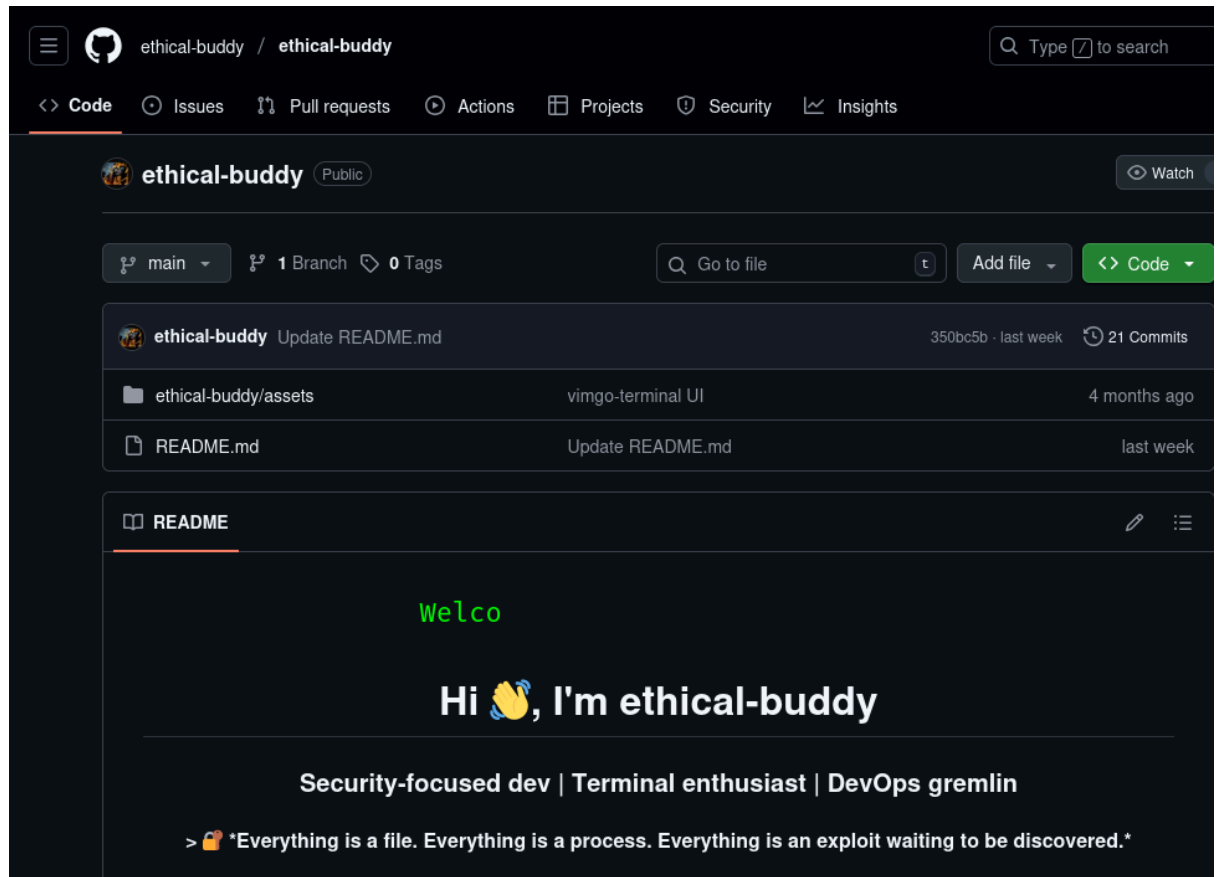 ethical-buddy / ethical-buddy
Type / to search
<> Code Issues Pull requests Actions Projects Security Insights
ethical-buddy Public
Watch
main 1 Branch 0 Tags
Go to file t
Add file
<> Code
ethical-buddy Update README.md 350bc5b · last week 21 Commits
ethical-buddy/assets vimgo-terminal UI 4 months ago
README.md Update README.md last week
README
Welco
Hi 👋, I'm ethical-buddy
Security-focused dev | Terminal enthusiast | DevOps gremlin
> 🔐 *Everything is a file. Everything is a process. Everything is an exploit waiting to be discovered.*